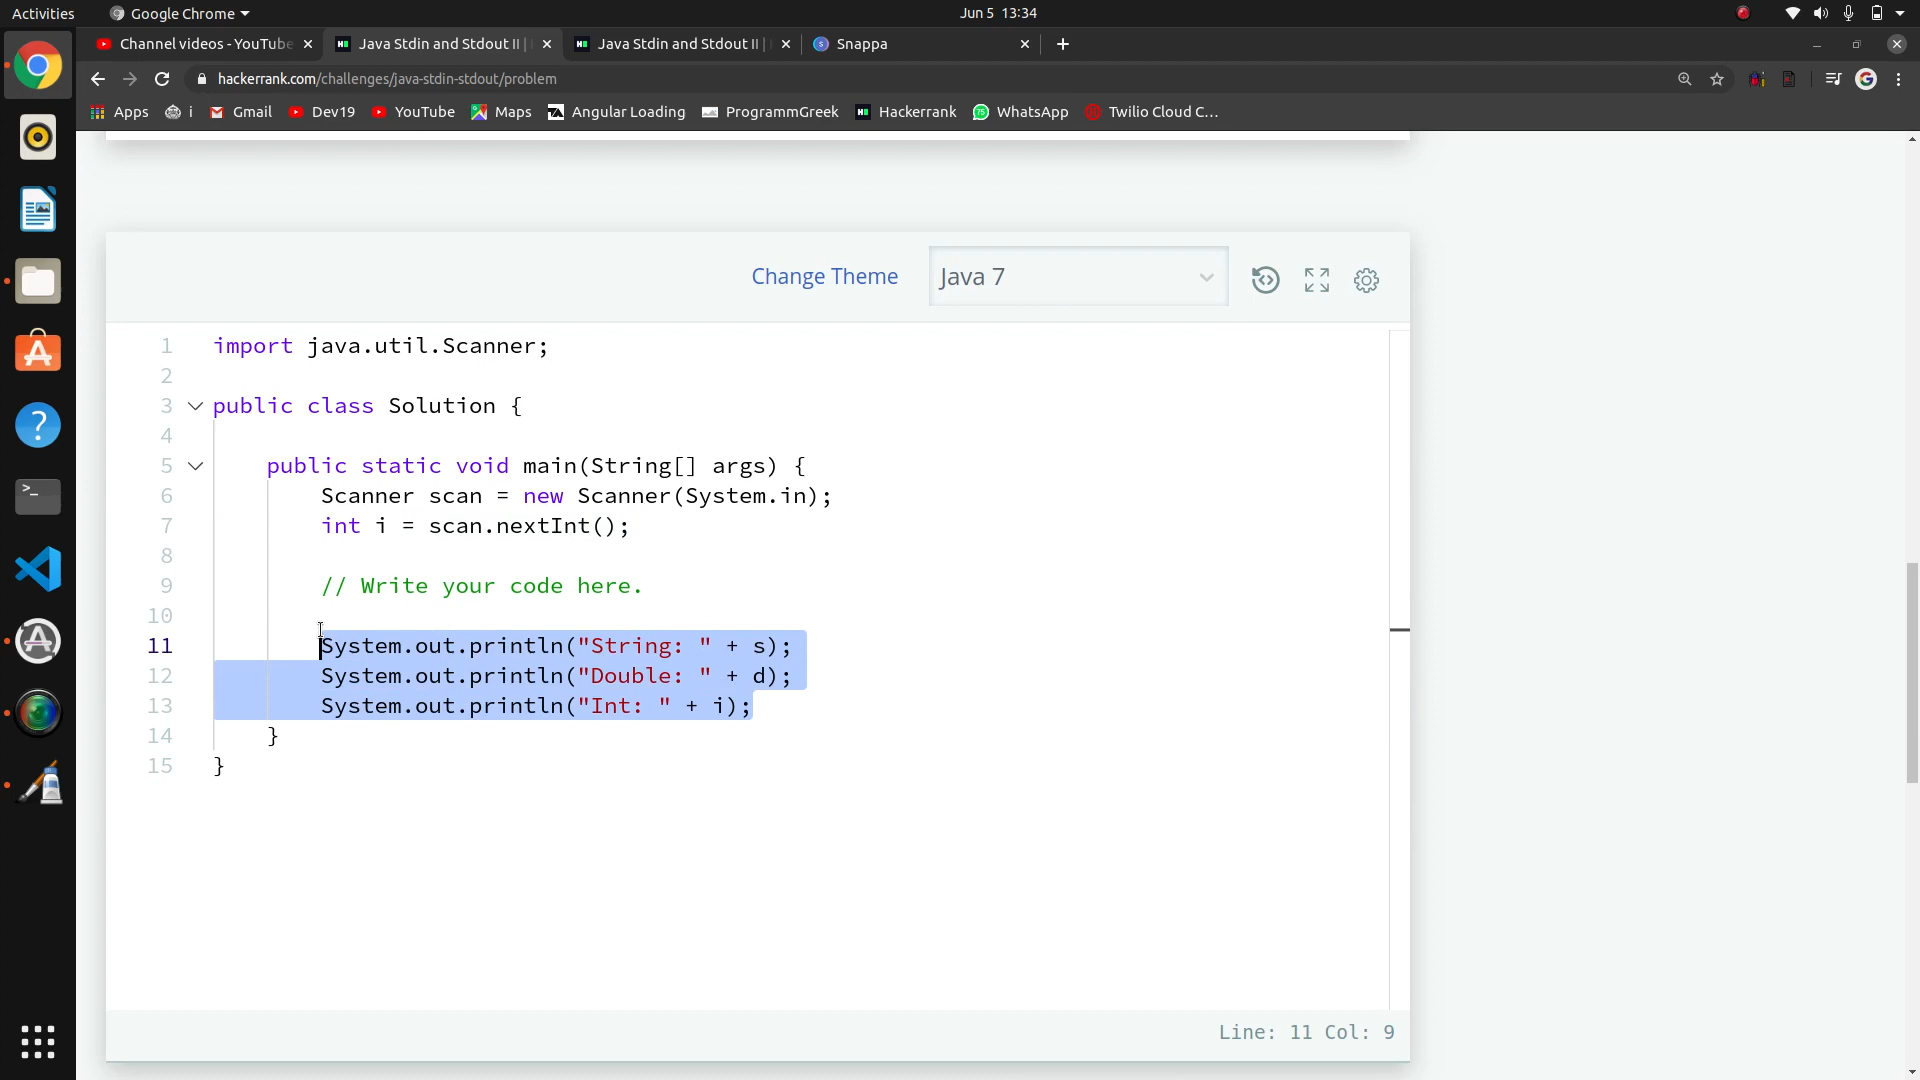 Activities
Google Chrome
Jun 5 13:34
Channel videos - YouTube
Java Stdin and Stdout II |
Java Stdin and Stdout II |
Snappa
hackerrank.com/challenges/java-stdin-stdout/problem
Apps
i
Gmail
Dev19
YouTube
Maps
Angular Loading
ProgrammGreek
Hackerrank
WhatsApp
Twilio Cloud C...
Change Theme
Java 7
1 import java.util.Scanner;
2
3 public class Solution {
4
5 public static void main(String[] args) {
6 Scanner scan = new Scanner(System.in);
7 int i = scan.nextInt();
8
9 // Write your code here.
10
11 System.out.println("String: " + s);
12 System.out.println("Double: " + d);
13 System.out.println("Int: " + i);
14 }
15 }
Line: 11 Col: 9